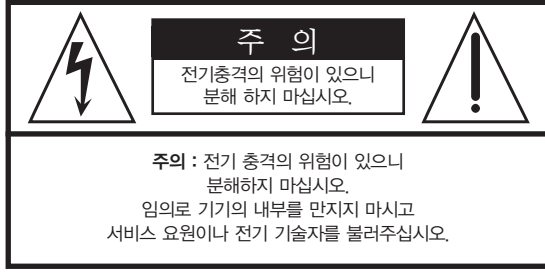 주 의
전기충격의 위험이 있으니
분해 하지 마십시오.
주의 : 전기 충격의 위험이 있으니
분해하지 마십시오.
임의로 기기의 내부를 만지지 마시고
서비스 요원이나 전기 기술자를 불러주십시오.